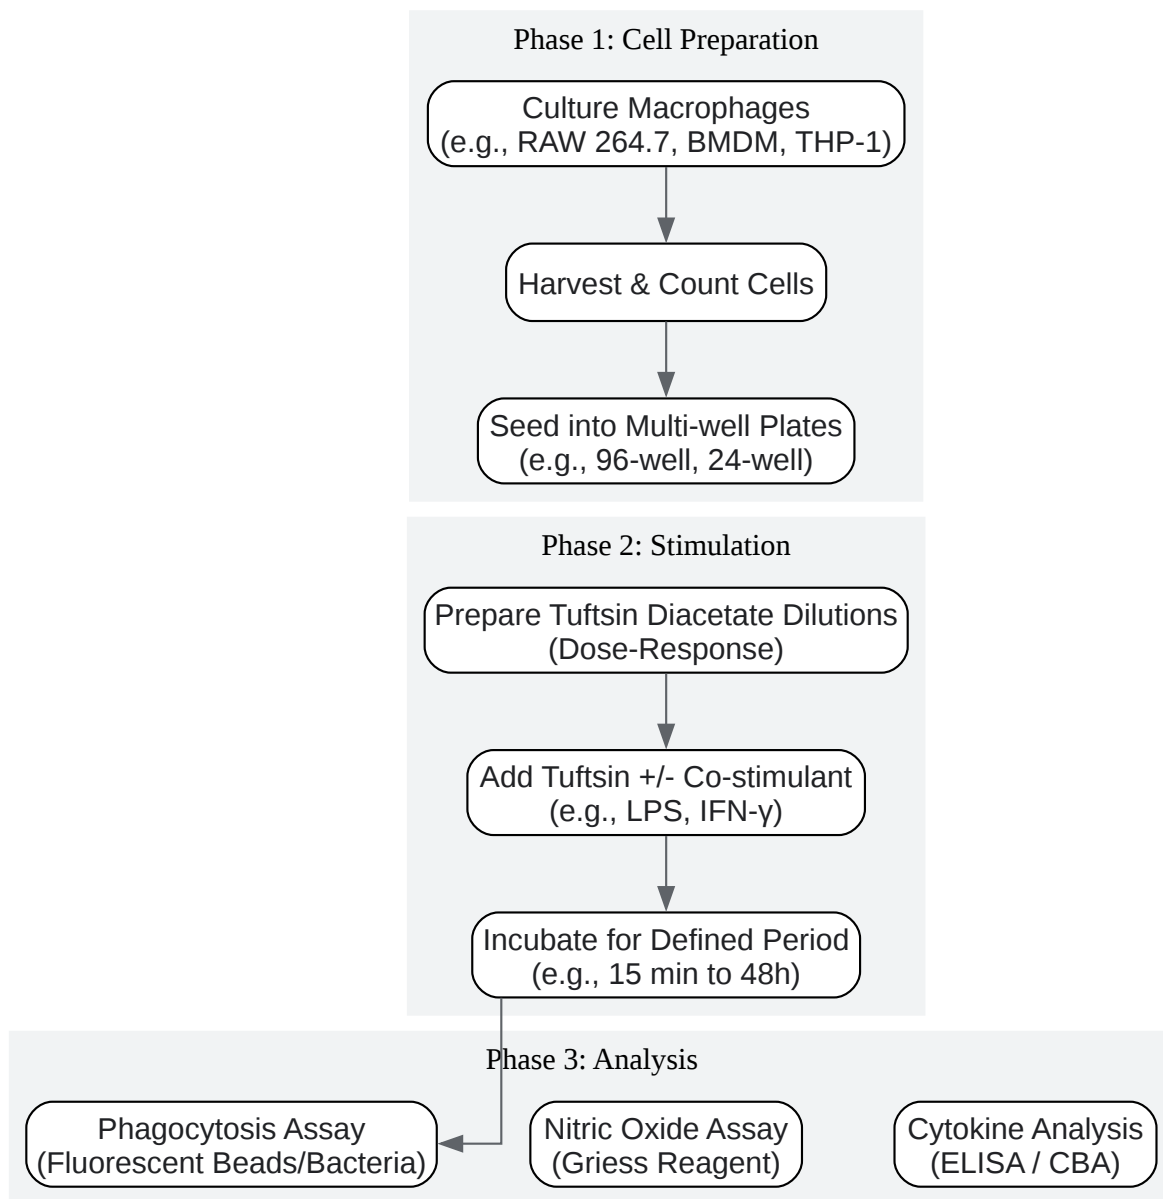 Phase 1: Cell Preparation
Culture Macrophages
(e.g., RAW 264.7, BMDM, THP-1)
Harvest & Count Cells
Seed into Multi-well Plates
(e.g., 96-well, 24-well)
Phase 2: Stimulation
Prepare Tuftsin Diacetate Dilutions
(Dose-Response)
Add Tuftsin +/- Co-stimulant
(e.g., LPS, IFN-γ)
Incubate for Defined Period
(e.g., 15 min to 48h)
Phase 3: Analysis
Phagocytosis Assay
(Fluorescent Beads/Bacteria)
Nitric Oxide Assay
(Griess Reagent)
Cytokine Analysis
(ELISA / CBA)